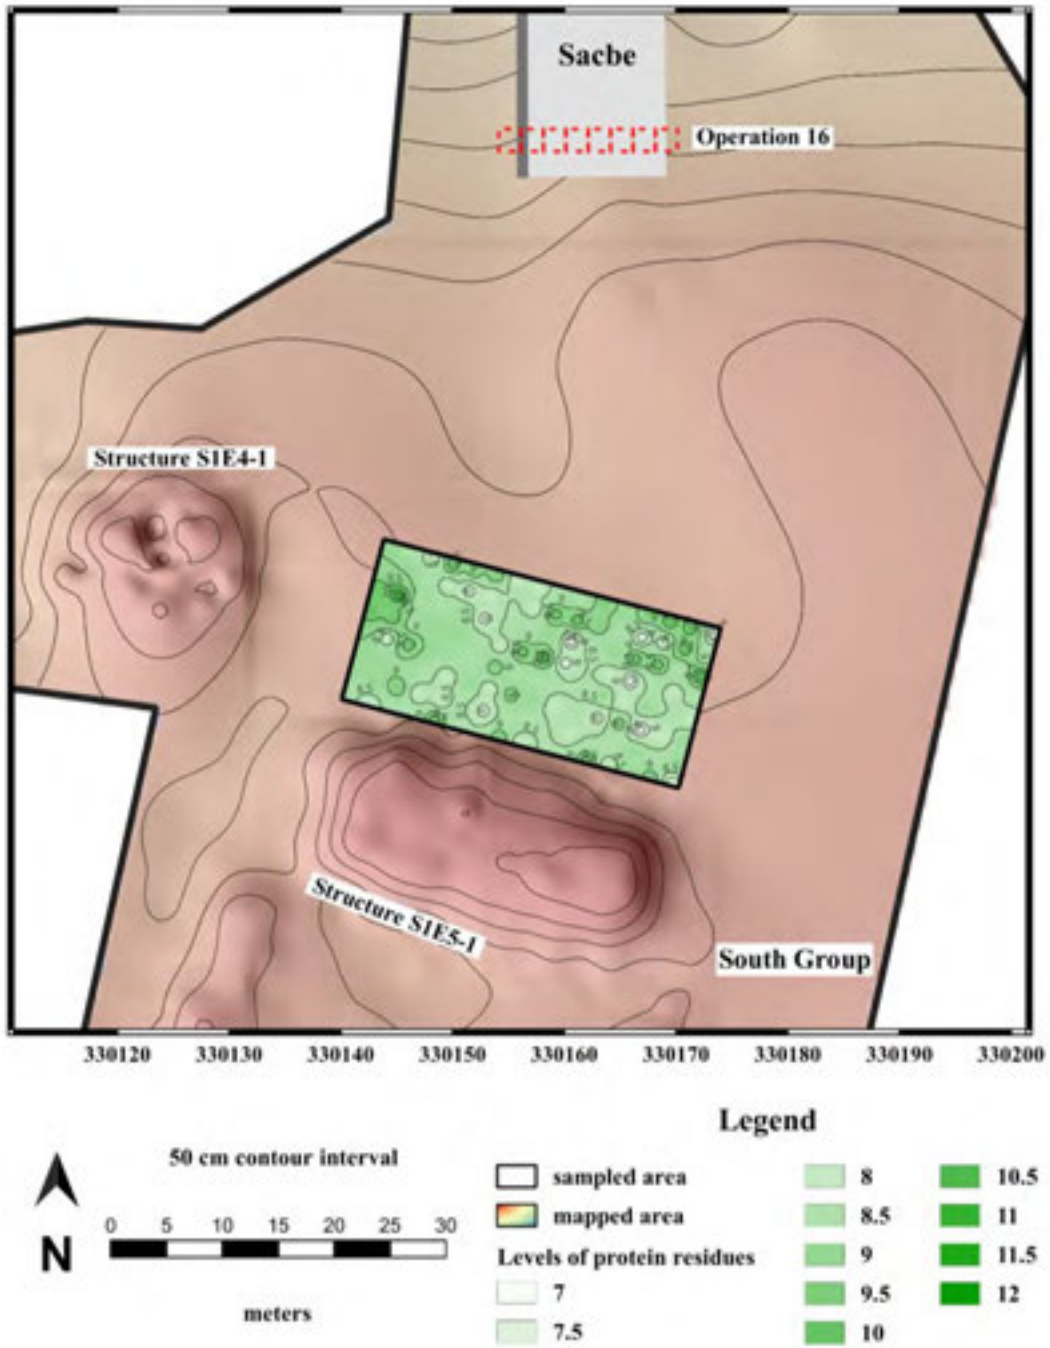 Sacbe
Operation 16
Structure S1E4-1
Structure S1E5-1
South Group
330120 330130 330140 330150 330160 330170 330180 330190 330200
Legend
50 cm contour interval
0 5 10 15 20 25 30
meters
N
sampled area
mapped area
Levels of protein residues
7
7.5
8
8.5
9
9.5
10
10.5
11
11.5
12